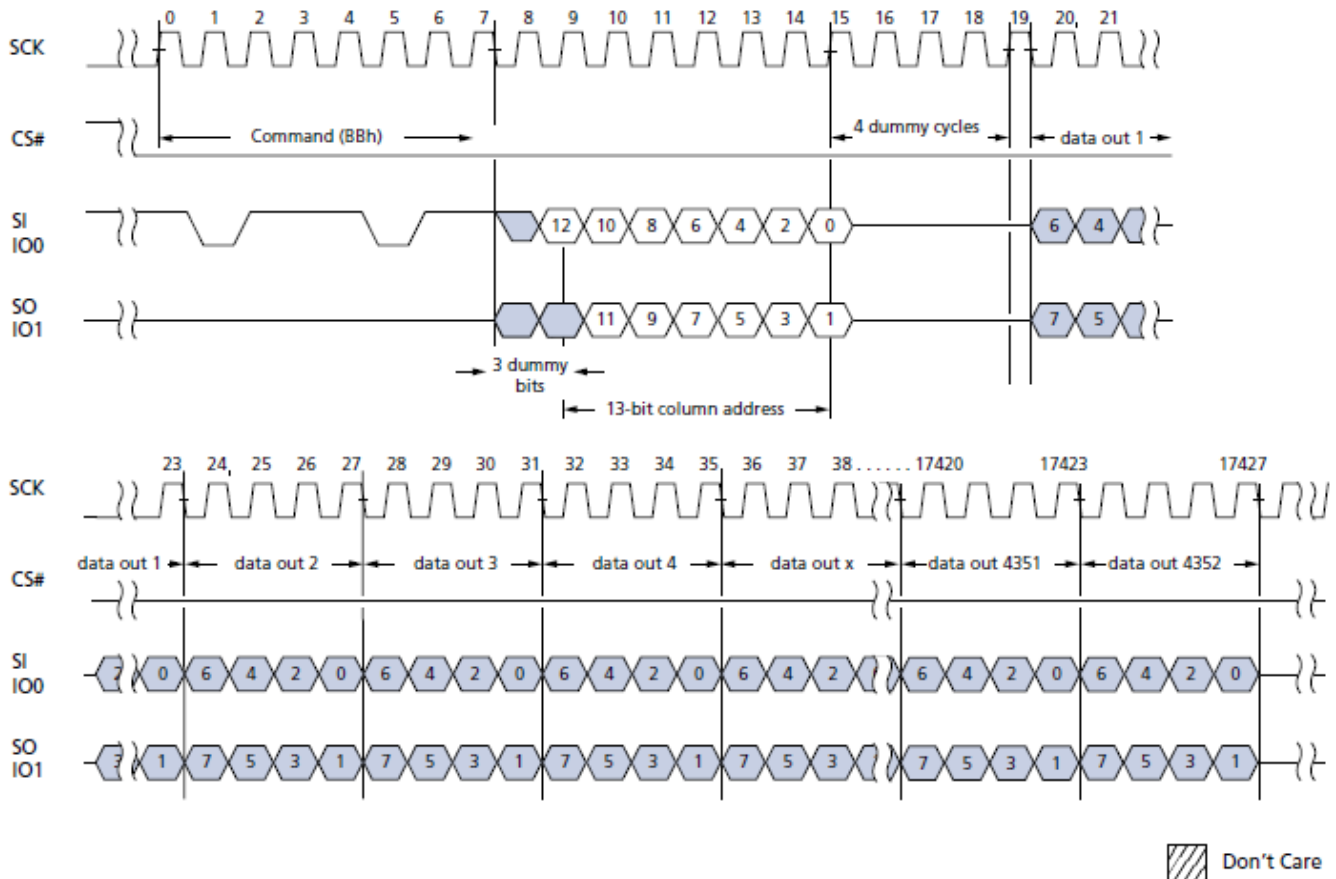 0 1 2 3 4 5 6 7 8 9 10 11 12 13 14 15 16 17 18 19 20 21
SCK
CS#
Command (BBh)
4 dummy cycles
data out 1
SI
IO0
12 10 8 6 4 2 0 6 4
SO
IO1
11 9 7 5 3 1 7 5
3 dummy
bits
13-bit column address
23 24 25 26 27 28 29 30 31 32 33 34 35 36 37 38 . . . . . . 17420 17423 17427
SCK
data out 1 data out 2 data out 3 data out 4 data out x data out 4351 data out 4352
CS#
SI
IO0
2 0 6 4 2 0 6 4 2 0 6 4 2 0 6 4 2 6 4 2 0 6 4 2 0
SO
IO1
3 1 7 5 3 1 7 5 3 1 7 5 3 1 7 5 3 7 5 3 1 7 5 3 1
Don't Care